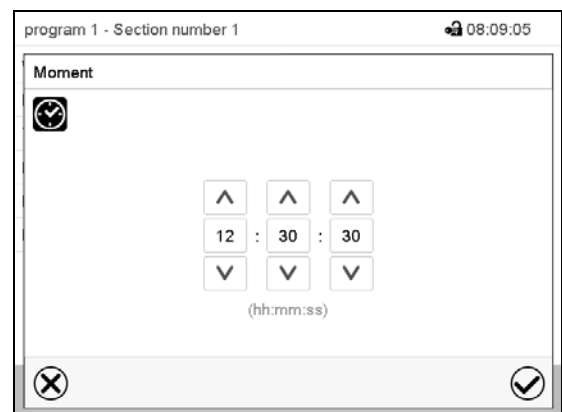 program 1 - Section number 1 08:09:05
Moment
12 : 30 : 30
(hh:mm:ss)